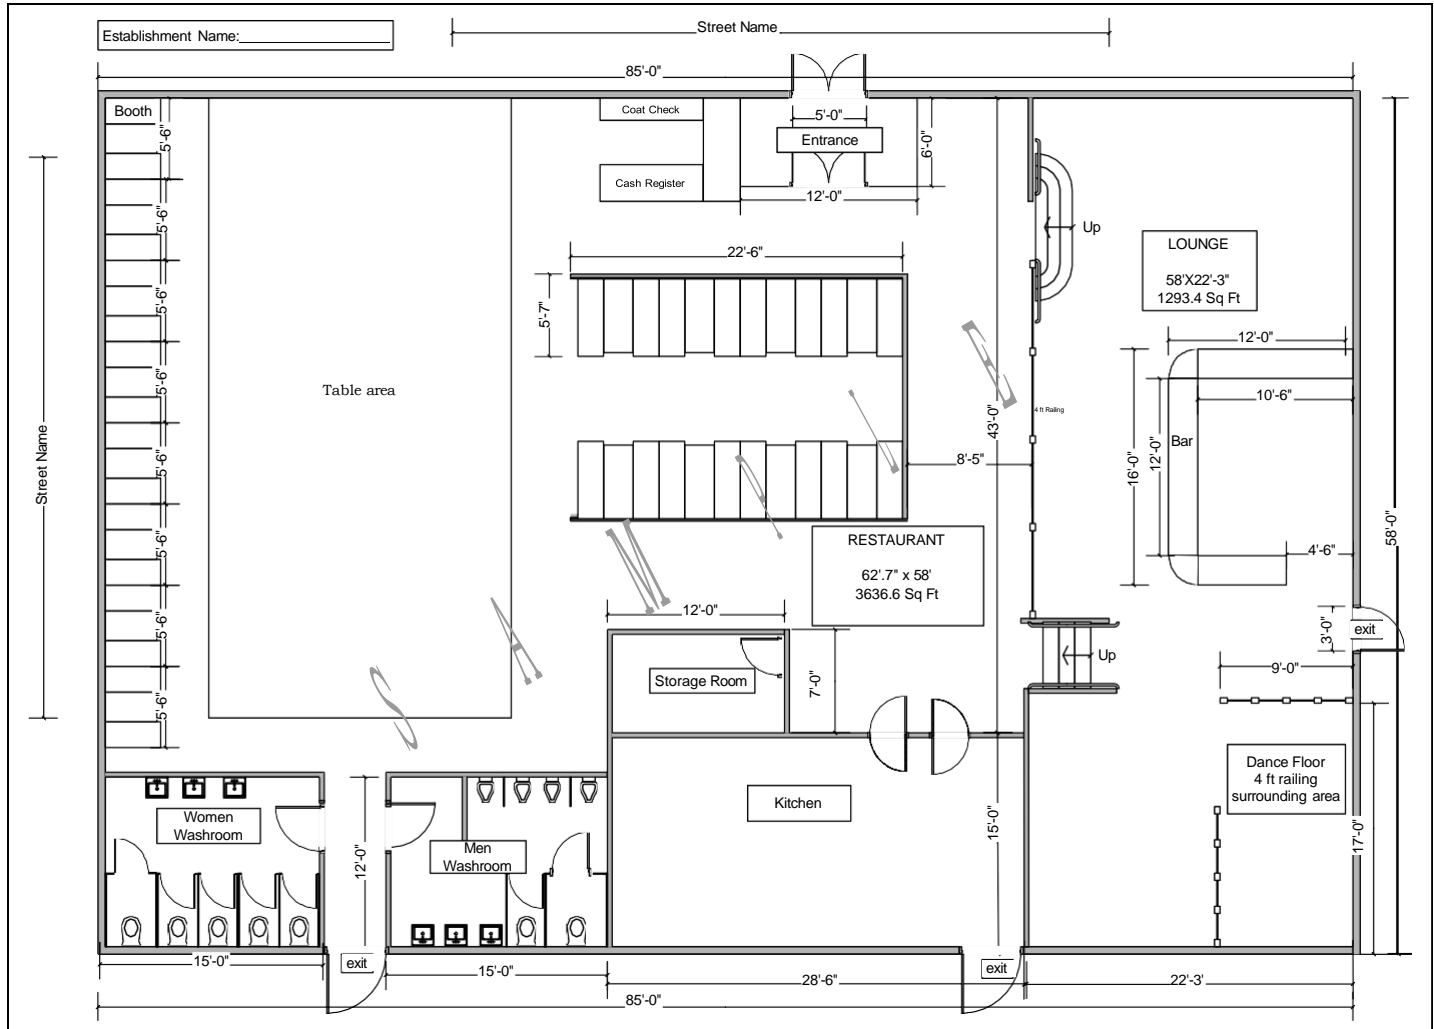 Street Name
Establishment Name:
85'-0"
Booth
Coat Check
5'-0"
Entrance
6'-0"
5'-6"
Cash Register
12'-0"
5'-6"
Up
LOUNGE
58'X22'-3"
1293.4 Sq Ft
22'-6"
5'-6"
5'-7"
12'-0"
5'-6"
Table area
10'-6"
4 ft Railing
43'-0"
Street Name
5'-6"
Bar
8'-5"
16'-0"
12'-0"
58'-0"
5'-6"
RESTAURANT
62'.7" x 58'
3636.6 Sq Ft
4'-6"
12'-0"
5'-6"
3'-0"
exit
Up
9'-0"
Storage Room
7'-0"
5'-6"
SAMPLE
Dance Floor
4 ft railing
surrounding area
Kitchen
Women
Washroom
15'-0"
17'-0"
Men
Washroom
12'-0"
15'-0"
exit
15'-0"
exit
28'-6"
22'-3'
85'-0"